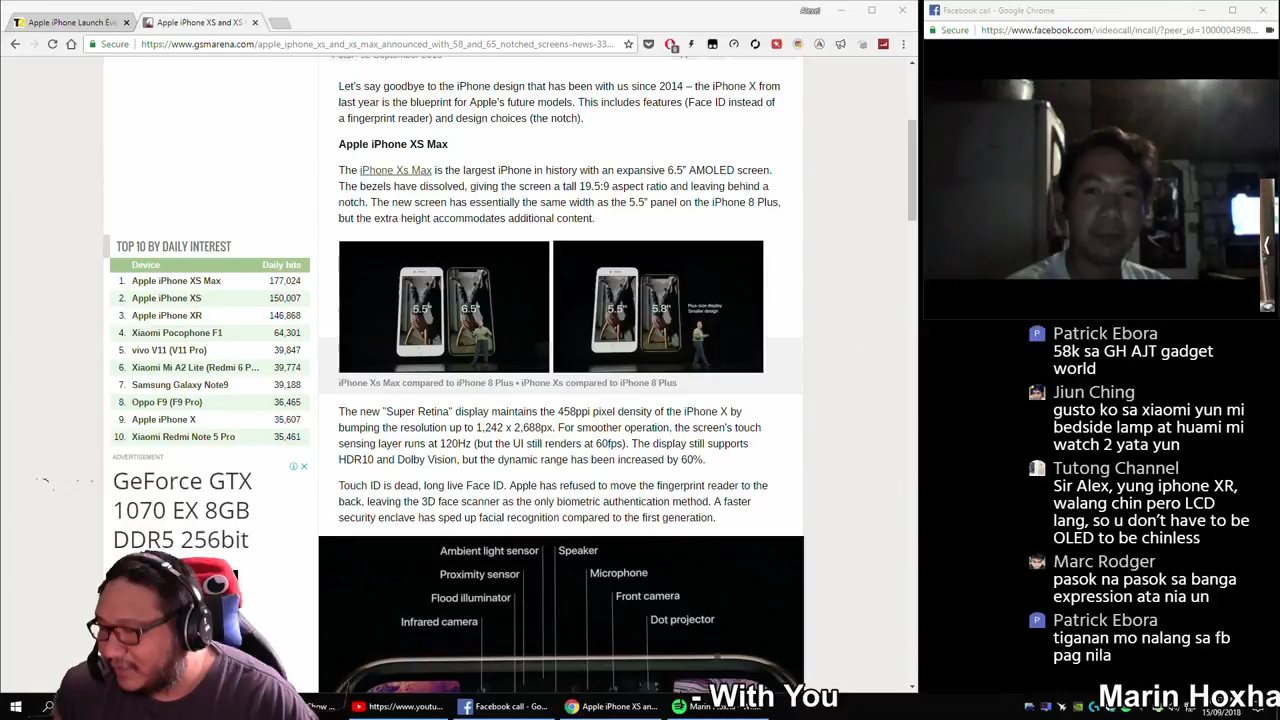 Apple iPhone Launch Eve
Apple iPhone XS and XS
Alexel
Facebook call - Google Chrome
Secure
https://www.gsmarena.com/apple_iphone_xs_and_xs_max_announced_with_58_and_65_notched_screens-news-33...
Secure
https://www.facebook.com/videocall/incall/?peer_id=1000004998...
Let's say goodbye to the iPhone design that has been with us since 2014 – the iPhone X from
last year is the blueprint for Apple's future models. This includes features (Face ID instead of
a fingerprint reader) and design choices (the notch).
Apple iPhone XS Max
The iPhone Xs Max is the largest iPhone in history with an expansive 6.5" AMOLED screen.
The bezels have dissolved, giving the screen a tall 19.5:9 aspect ratio and leaving behind a
notch. The new screen has essentially the same width as the 5.5" panel on the iPhone 8 Plus,
but the extra height accommodates additional content.
5.5"
6.5"
5.5"
5.8"
Plus-size display
Smaller design
iPhone Xs Max compared to iPhone 8 Plus • iPhone Xs compared to iPhone 8 Plus
The new "Super Retina" display maintains the 458ppi pixel density of the iPhone X by
bumping the resolution up to 1,242 x 2,688px. For smoother operation, the screen's touch
sensing layer runs at 120Hz (but the UI still renders at 60fps). The display still supports
HDR10 and Dolby Vision, but the dynamic range has been increased by 60%.
Touch ID is dead, long live Face ID. Apple has refused to move the fingerprint reader to the
back, leaving the 3D face scanner as the only biometric authentication method. A faster
security enclave has sped up facial recognition compared to the first generation.
Ambient light sensor
Speaker
Proximity sensor
Microphone
Flood illuminator
Front camera
Infrared camera
Dot projector
TOP 10 BY DAILY INTEREST
Device Daily hits
1. Apple iPhone XS Max 177,024
2. Apple iPhone XS 150,007
3. Apple iPhone XR 146,868
4. Xiaomi Pocophone F1 64,301
5. vivo V11 (V11 Pro) 39,847
6. Xiaomi Mi A2 Lite (Redmi 6 P... 39,774
7. Samsung Galaxy Note9 39,188
8. Oppo F9 (F9 Pro) 36,465
9. Apple iPhone X 35,607
10. Xiaomi Redmi Note 5 Pro 35,461
ADVERTISEMENT
GeForce GTX
1070 EX 8GB
DDR5 256bit
Patrick Ebora
58k sa GH AJT gadget
world
Jiun Ching
gusto ko sa xiaomi yun mi
bedside lamp at huami mi
watch 2 yata yun
Tutong Channel
Sir Alex, yung iphone XR,
walang chin pero LCD
lang, so u don't have to be
OLED to be chinless
Marc Rodger
pasok na pasok sa banga
expression ata nia un
Patrick Ebora
tiganan mo nalang sa fb
pag nila
- With You
Marin Hoxha
https://www.youtu...
Facebook call - Go...
Apple iPhone XS an...
15/09/2018